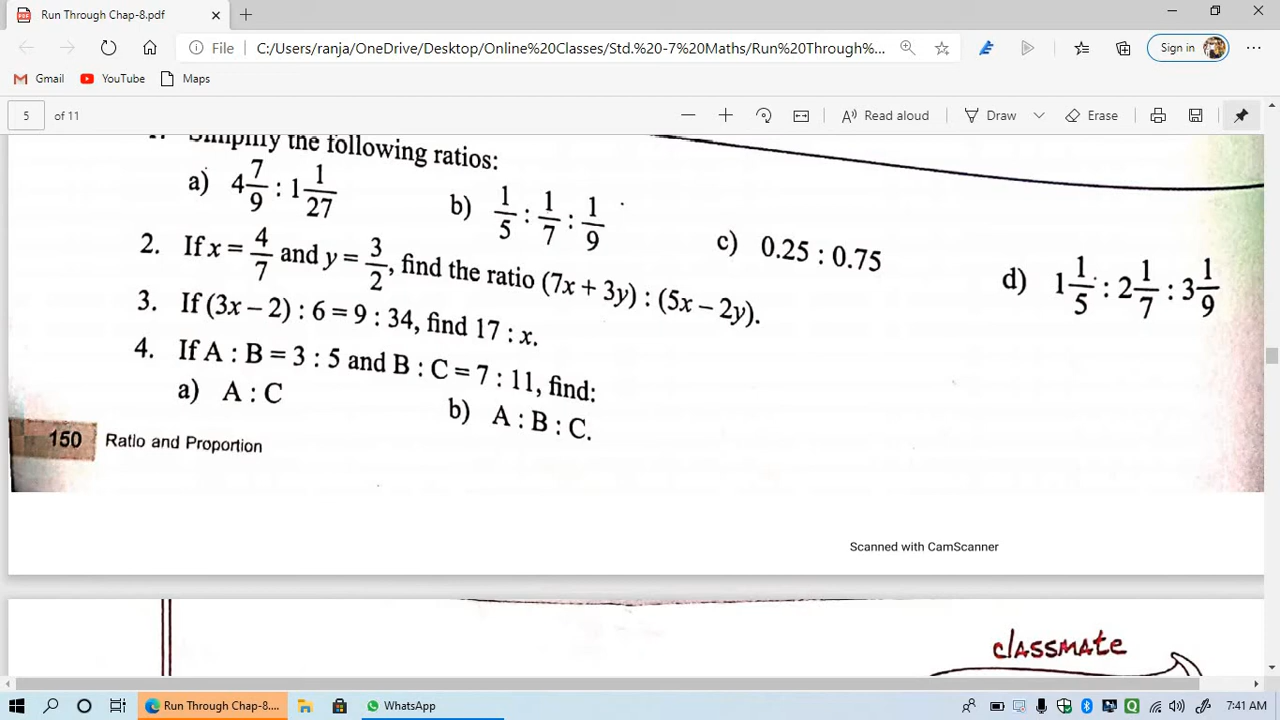 Run Through Chap-8.pdf
File C:/Users/ranja/OneDrive/Desktop/Online%20Classes/Std.%20-7%20Maths/Run%20Through%...
Sign in
Gmail YouTube Maps
5 of 11
Read aloud Draw Erase
1. Simplify the following ratios:
a) 4 7/9 : 1 1/27 b) 1/5 : 1/7 : 1/9 c) 0.25 : 0.75 d) 1 1/5 : 2 1/7 : 3 1/9
2. If x = 4/7 and y = 3/2, find the ratio (7x + 3y) : (5x – 2y).
3. If (3x – 2) : 6 = 9 : 34, find 17 : x.
4. If A : B = 3 : 5 and B : C = 7 : 11, find:
a) A : C b) A : B : C.
150 Ratio and Proportion
Scanned with CamScanner
classmate
Run Through Chap-8.... WhatsApp
7:41 AM